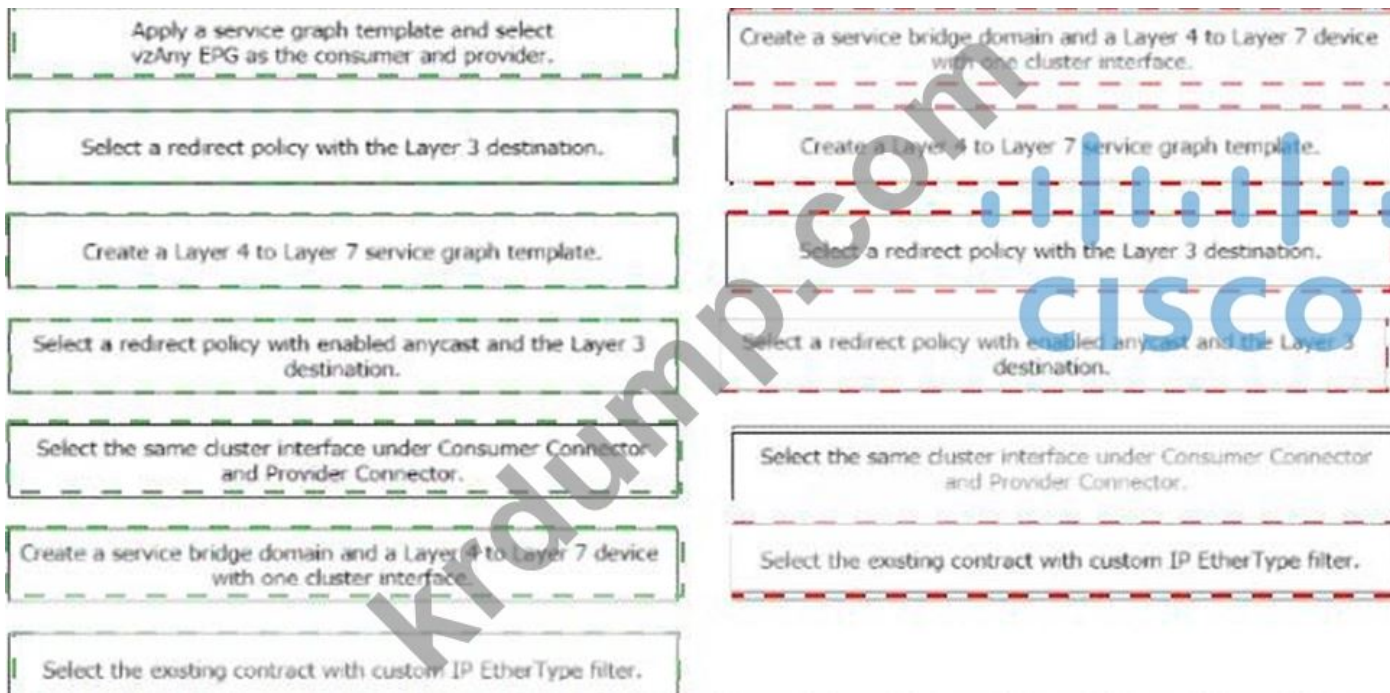 Apply a service graph template and select
vzAny EPG as the consumer and provider.
Select a redirect policy with the Layer 3 destination.
Create a Layer 4 to Layer 7 service graph template.
Select a redirect policy with enabled anycast and the Layer 3
destination.
Select the same cluster interface under Consumer Connector
and Provider Connector.
Create a service bridge domain and a Layer 4 to Layer 7 device
with one cluster interface.
Select the existing contract with custom IP EtherType filter.
Create a service bridge domain and a Layer 4 to Layer 7 device
with one cluster interface.
Create a Layer 4 to Layer 7 service graph template.
Select a redirect policy with the Layer 3 destination.
Select a redirect policy with enabled anycast and the Layer 3
destination.
Select the same cluster interface under Consumer Connector
and Provider Connector.
Select the existing contract with custom IP EtherType filter.
CISCO
krdump.com